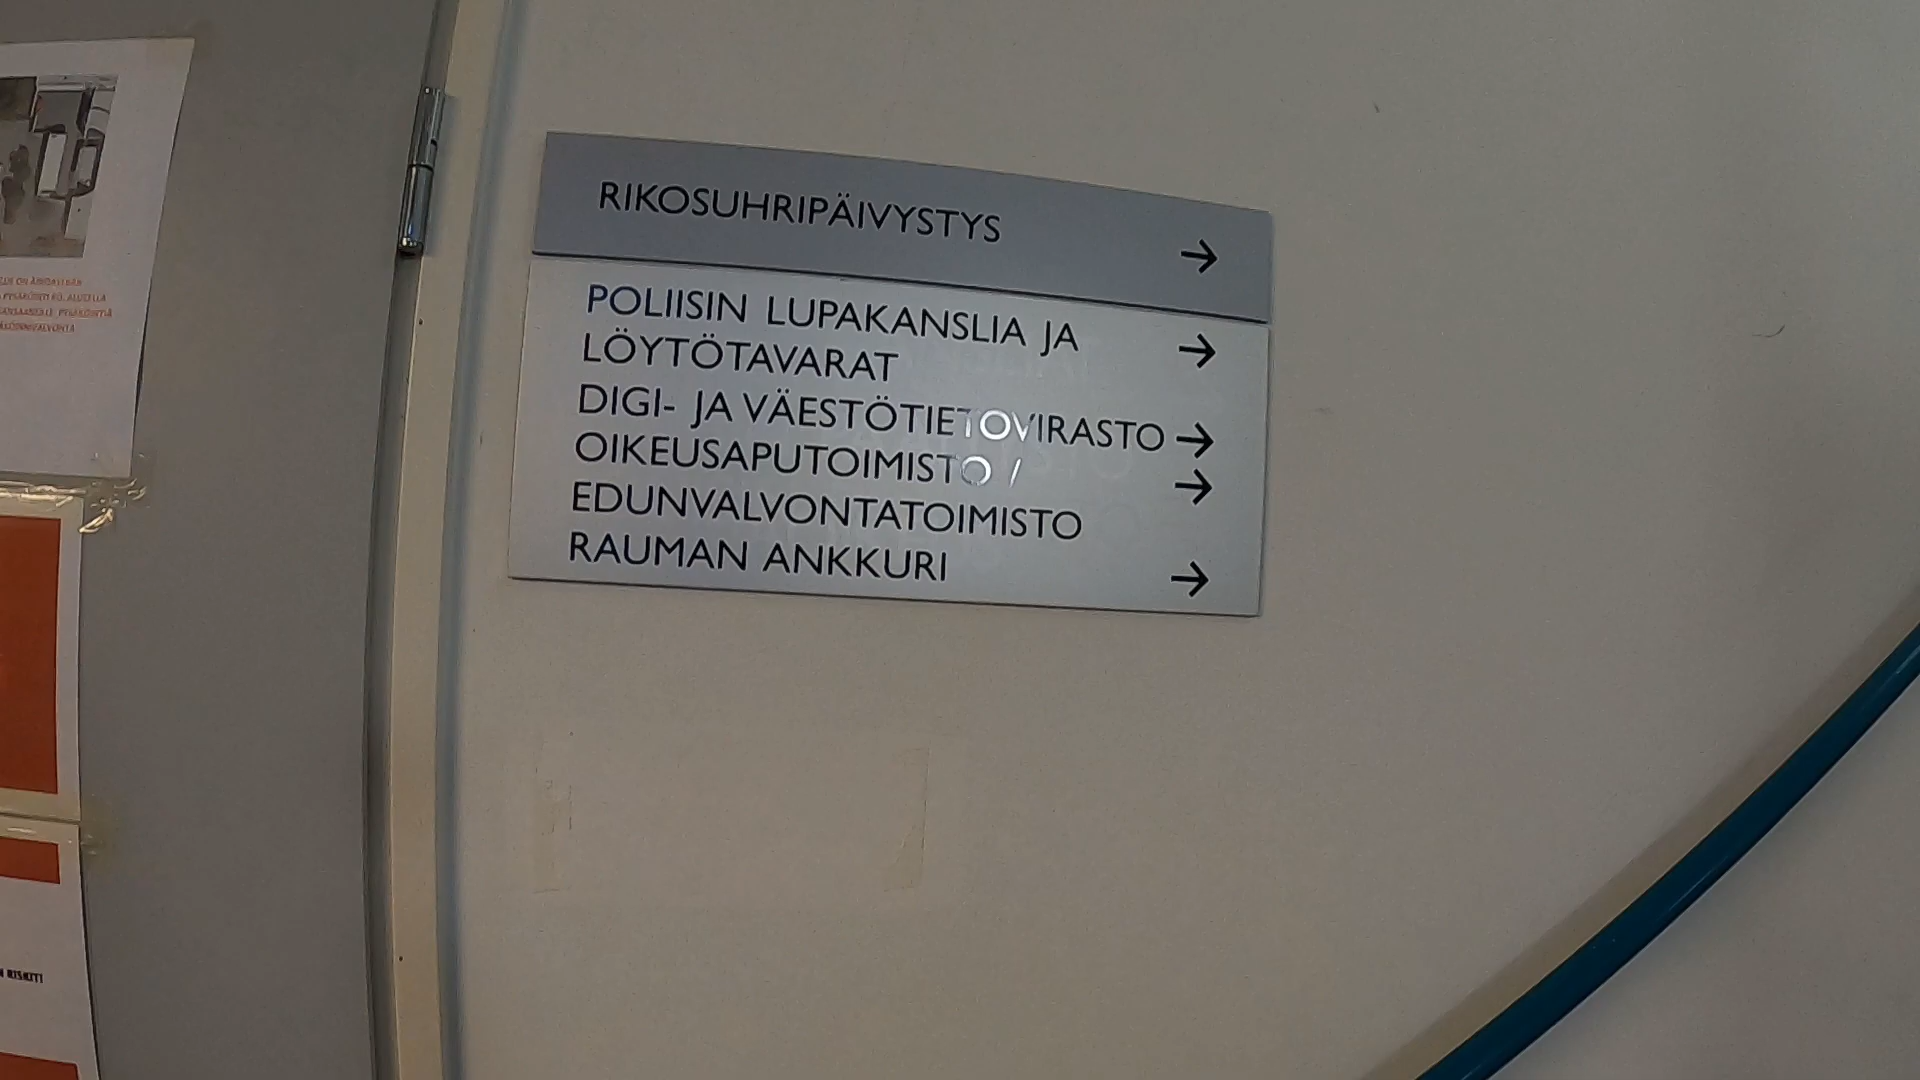 RIKOSUHRIPÄIVYSTYS →
POLIISIN LUPAKANSLIA JA →
LÖYTÖTAVARAT
DIGI- JA VÄESTÖTIETOVIRASTO →
OIKEUSAPUTOIMISTO / →
EDUNVALVONTATOIMISTO
RAUMAN ANKKURI →